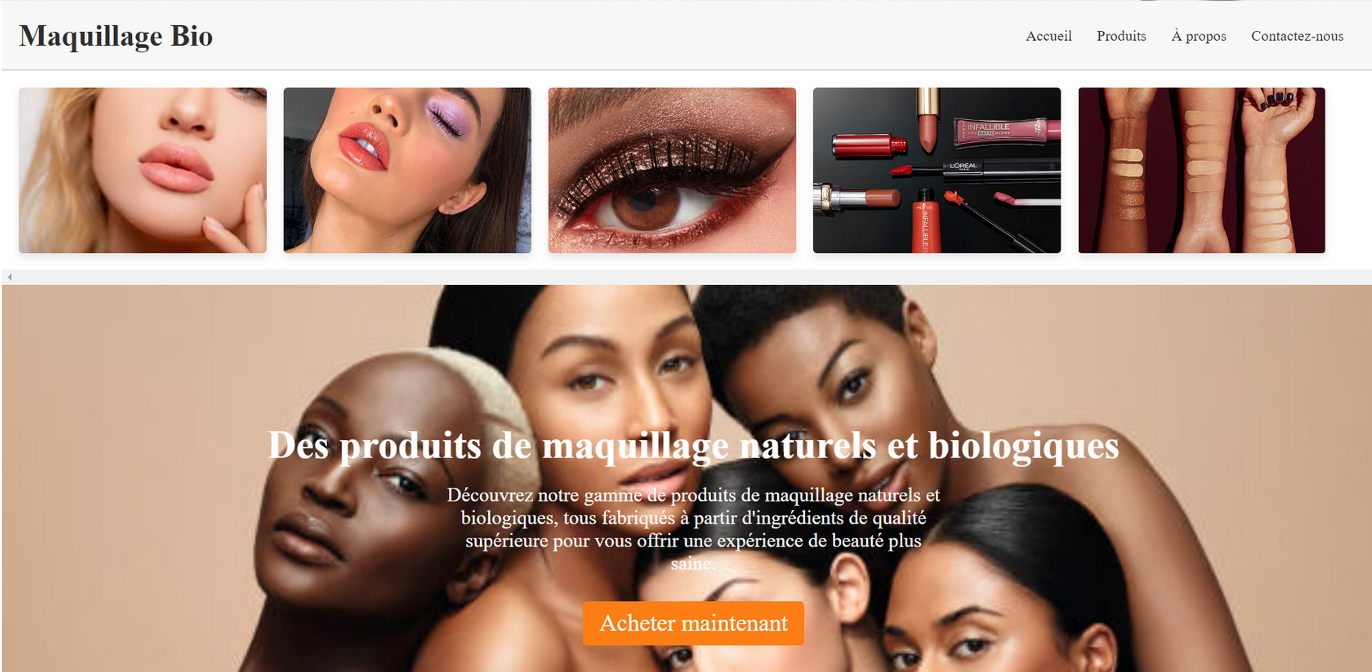 Maquillage Bio
Accueil Produits À propos Contactez-nous
INFALLIBLE
L'ORÉAL
PARIS
INFAILLIBLE
Des produits de maquillage naturels et biologiques
Découvrez notre gamme de produits de maquillage naturels et
biologiques, tous fabriqués à partir d'ingrédients de qualité
supérieure pour vous offrir une expérience de beauté plus
saine.
Acheter maintenant